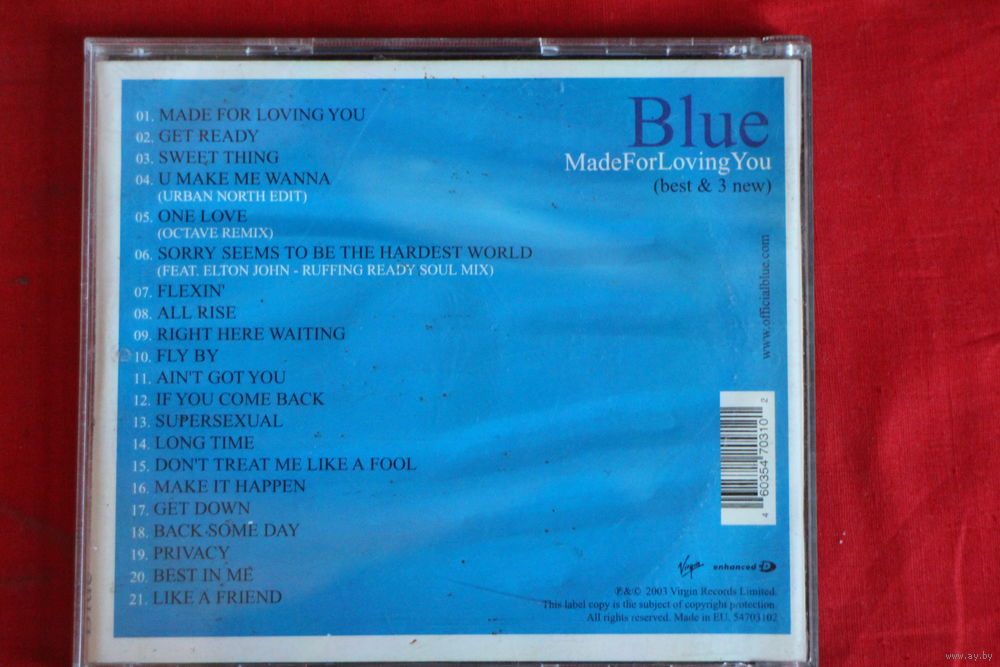 01. MADE FOR LOVING YOU
02. GET READY
03. SWEET THING
04. U MAKE ME WANNA
(URBAN NORTH EDIT)
05. ONE LOVE
(OCTAVE REMIX)
06. SORRY SEEMS TO BE THE HARDEST WORLD
(FEAT. ELTON JOHN - RUFFING READY SOUL MIX)
07. FLEXIN'
08. ALL RISE
09. RIGHT HERE WAITING
10. FLY BY
11. AIN'T GOT YOU
12. IF YOU COME BACK
13. SUPERSEXUAL
14. LONG TIME
15. DON'T TREAT ME LIKE A FOOL
16. MAKE IT HAPPEN
17. GET DOWN
18. BACK SOME DAY
19. PRIVACY
20. BEST IN ME
21. LIKE A FRIEND
Blue
MadeForLovingYou
(best & 3 new)
www.officialblue.com
4 60354 70310 2
Virgin
enhanced D
℗&© 2003 Virgin Records Limited.
This label copy is the subject of copyright protection.
All rights reserved. Made in EU. 54703102
www.ay.by